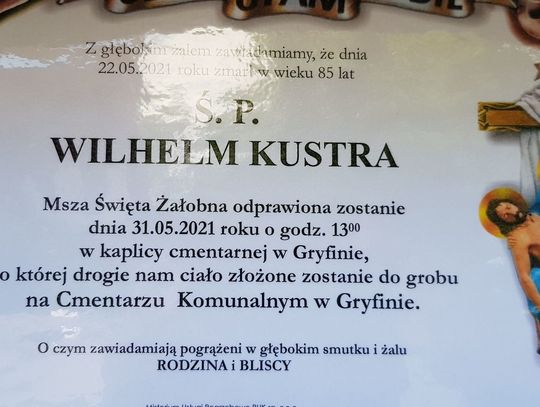 UFAM
Z głębokim żalem zawiadamiamy, że dnia
22.05.2021 roku zmarł w wieku 85 lat
Ś. P.
WILHELM KUSTRA
Msza Święta Żałobna odprawiona zostanie
dnia 31.05.2021 roku o godz. 13⁰⁰
w kaplicy cmentarnej w Gryfinie,
o której drogie nam ciało złożone zostanie do grobu
na Cmentarzu Komunalnym w Gryfinie.
O czym zawiadamiają pogrążeni w głębokim smutku i żalu
RODZINA i BLISCY